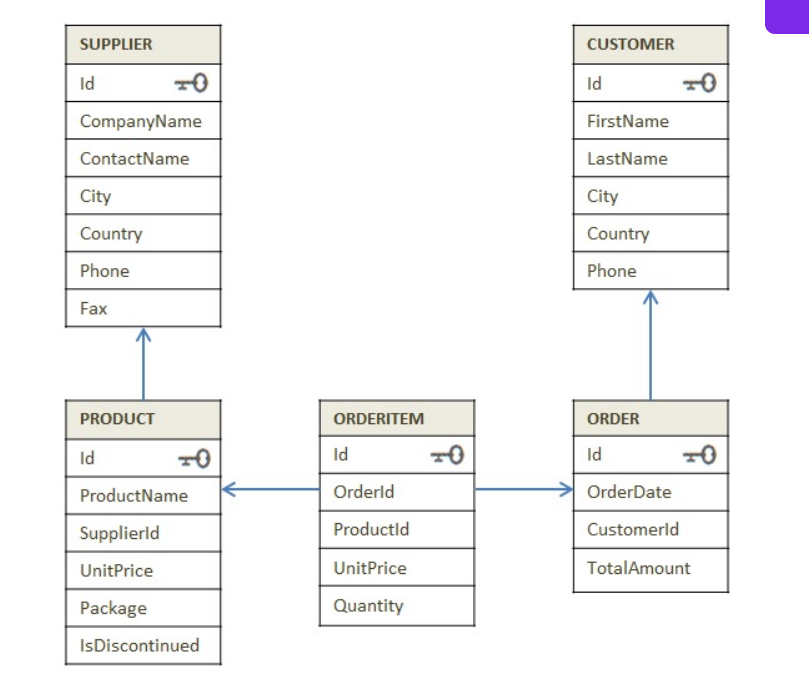 SUPPLIER
Id
CompanyName
ContactName
City
Country
Phone
Fax
CUSTOMER
Id
FirstName
LastName
City
Country
Phone
PRODUCT
Id
ProductName
SupplierId
UnitPrice
Package
IsDiscontinued
ORDERITEM
Id
OrderId
ProductId
UnitPrice
Quantity
ORDER
Id
OrderDate
CustomerId
TotalAmount